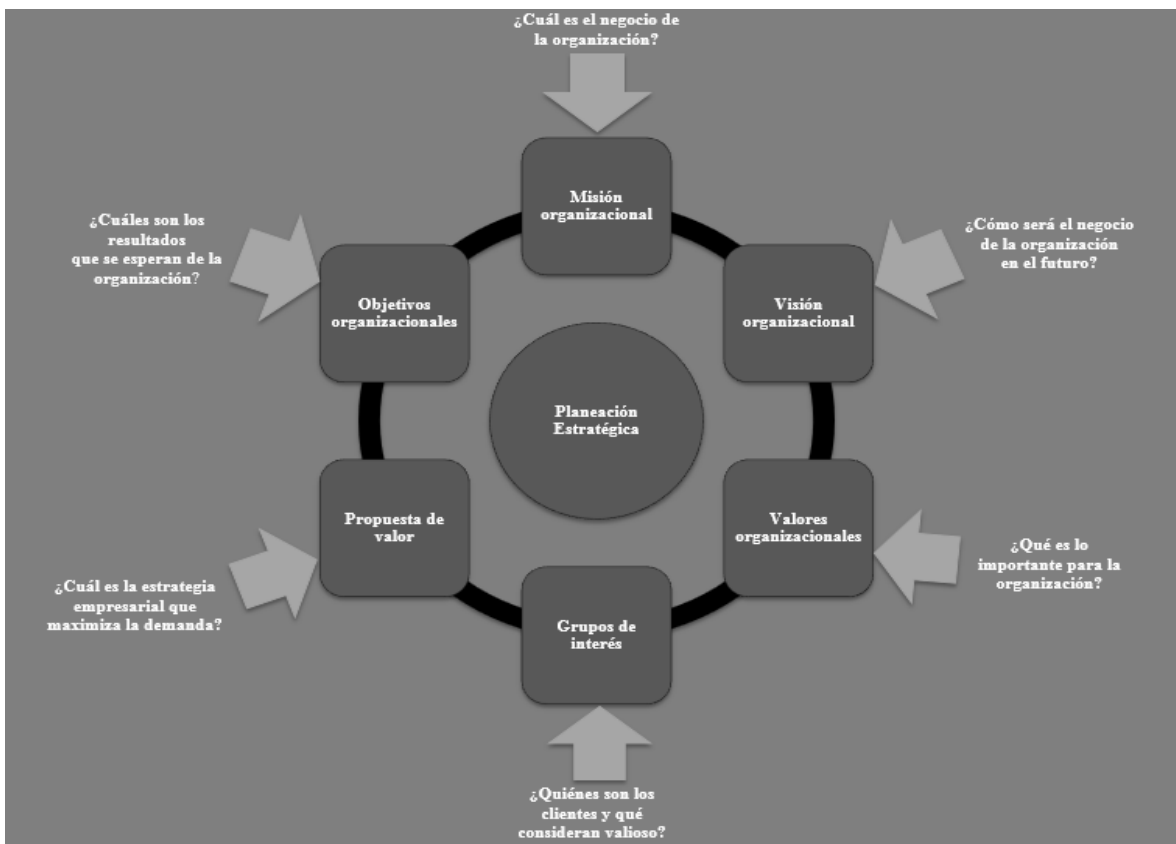 ¿Cuál es el negocio de
la organización?
Misión
organizacional
¿Cómo será el negocio
de la organización
en el futuro?
Visión
organizacional
¿Cuáles son los
resultados
que se esperan de la
organización?
Objetivos
organizacionales
Planeación
Estratégica
Propuesta de
valor
¿Cuál es la estrategia
empresarial que
maximiza la demanda?
Valores
organizacionales
¿Qué es lo
importante para la
organización?
Grupos de
interés
¿Quiénes son los
clientes y qué
consideran valioso?